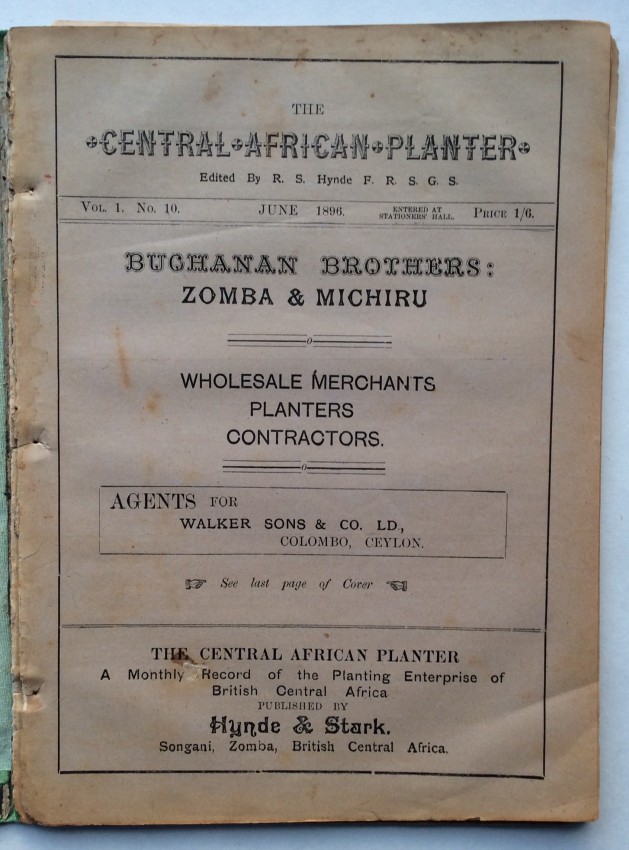 THE
CENTRAL AFRICAN PLANTER
Edited By R. S. Hynde F. R. S. G. S.
VOL. 1. No. 10. JUNE 1896. ENTERED AT STATIONERS' HALL. PRICE 1/6.
BUCHANAN BROTHERS:
ZOMBA & MICHIRU
WHOLESALE MERCHANTS
PLANTERS
CONTRACTORS.
AGENTS FOR
WALKER SONS & CO. LD.,
COLOMBO, CEYLON.
See last page of Cover
THE CENTRAL AFRICAN PLANTER
A Monthly Record of the Planting Enterprise of
British Central Africa
PUBLISHED BY
Hynde & Stark.
Songani, Zomba, British Central Africa.